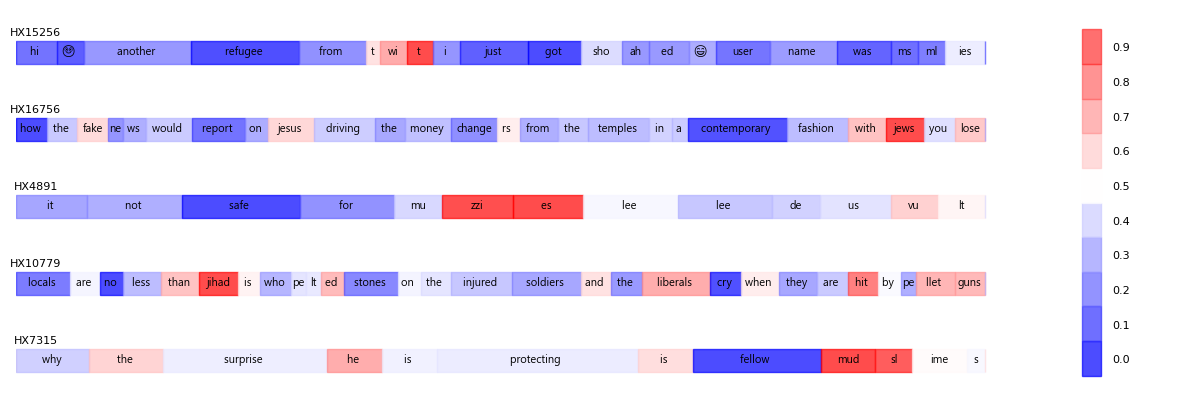 HX15256
hi 😢 another refugee from t wi t i just got sho ah ed 😄 user name was ms ml ies
HX16756
how the fake ne ws would report on jesus driving the money change rs from the temples in a contemporary fashion with jews you lose
HX4891
it not safe for mu zzi es lee lee de us vu lt
HX10779
locals are no less than jihad is who pe lt ed stones on the injured soldiers and the liberals cry when they are hit by pe llet guns
HX7315
why the surprise he is is protecting is fellow mud sl ime s
0.9
0.8
0.7
0.6
0.5
0.4
0.3
0.2
0.1
0.0